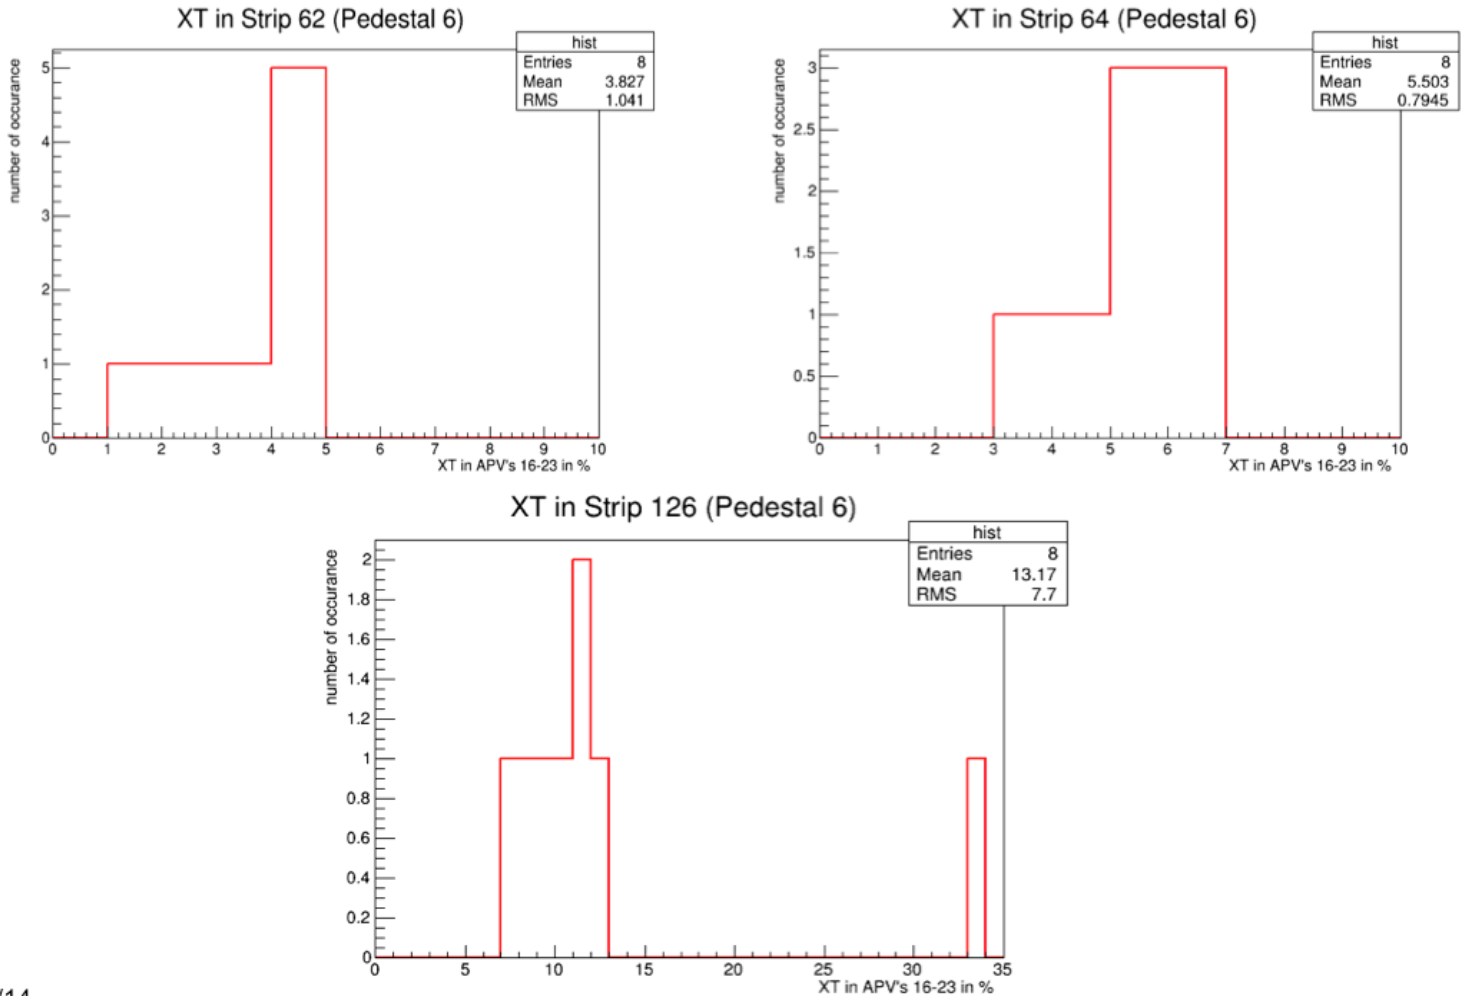 XT in Strip 62 (Pedestal 6)
hist
Entries 8
Mean 3.827
RMS 1.041
number of occurance
5
4
3
2
1
0
0 1 2 3 4 5 6 7 8 9 10
XT in APV's 16-23 in %
XT in Strip 64 (Pedestal 6)
hist
Entries 8
Mean 5.503
RMS 0.7945
number of occurance
3
2.5
2
1.5
1
0.5
0
0 1 2 3 4 5 6 7 8 9 10
XT in APV's 16-23 in %
XT in Strip 126 (Pedestal 6)
hist
Entries 8
Mean 13.17
RMS 7.7
number of occurance
2
1.8
1.6
1.4
1.2
1
0.8
0.6
0.4
0.2
0
0 5 10 15 20 25 30 35
XT in APV's 16-23 in %